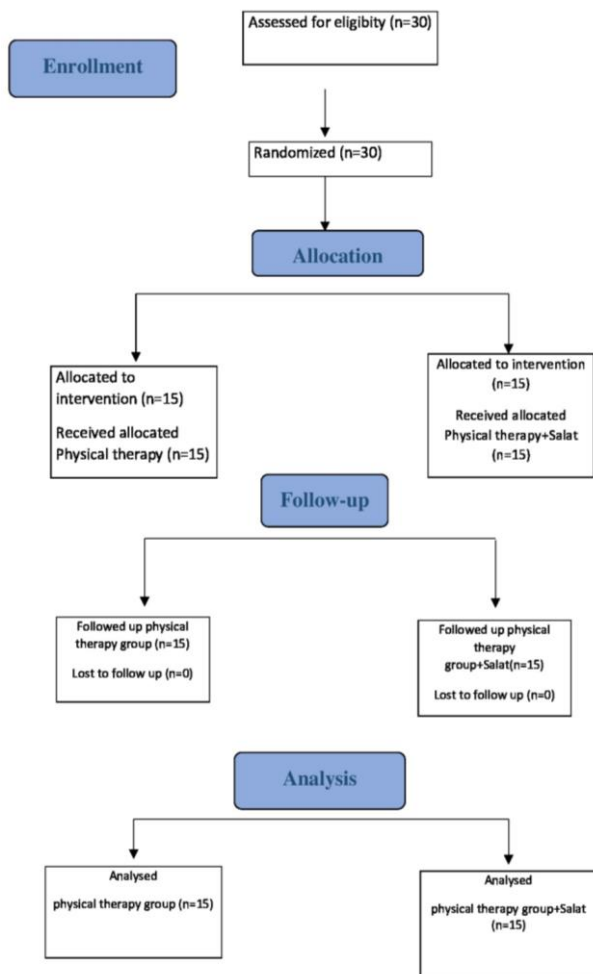 Assessed for eligibity (n=30)
Enrollment
Randomized (n=30)
Allocation
Allocated to
intervention (n=15)
Received allocated
Physical therapy (n=15)
Allocated to intervention
(n=15)
Received allocated
Physical therapy+Salat
(n=15)
Follow-up
Followed up physical
therapy group (n=15)
Lost to follow up (n=0)
Followed up physical
therapy
group+Salat(n=15)
Lost to follow up (n=0)
Analysis
Analysed
physical therapy group (n=15)
Analysed
physical therapy group+Salat
(n=15)